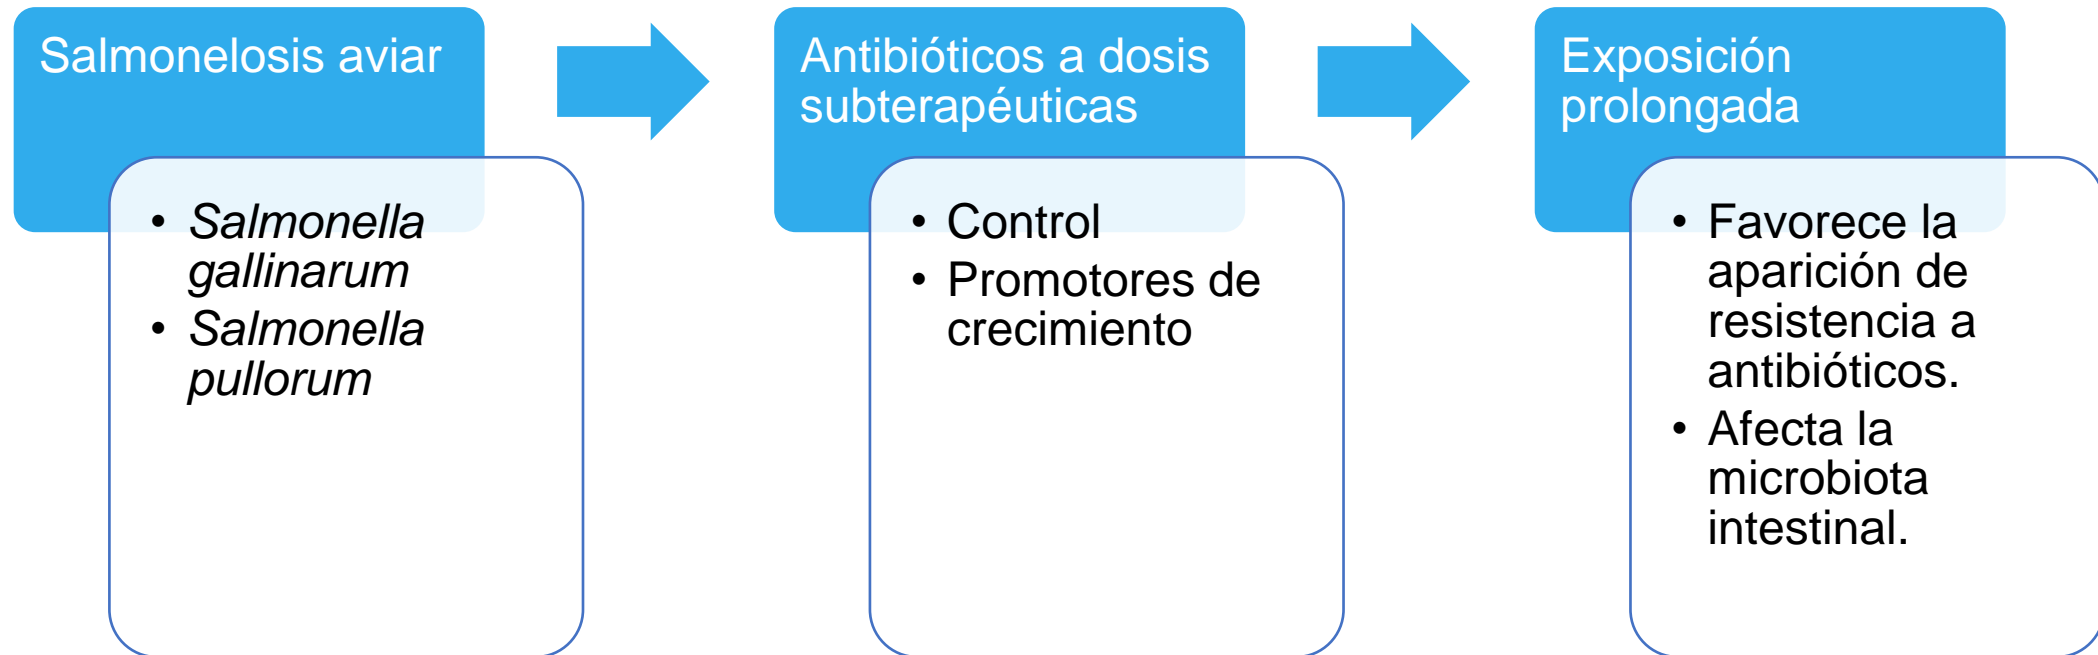 Salmonelosis aviar
• Salmonella
gallinarum
• Salmonella
pullorum
Antibióticos a dosis
subterapéuticas
• Control
• Promotores de
crecimiento
Exposición
prolongada
• Favorece la
aparición de
resistencia a
antibióticos.
• Afecta la
microbiota
intestinal.